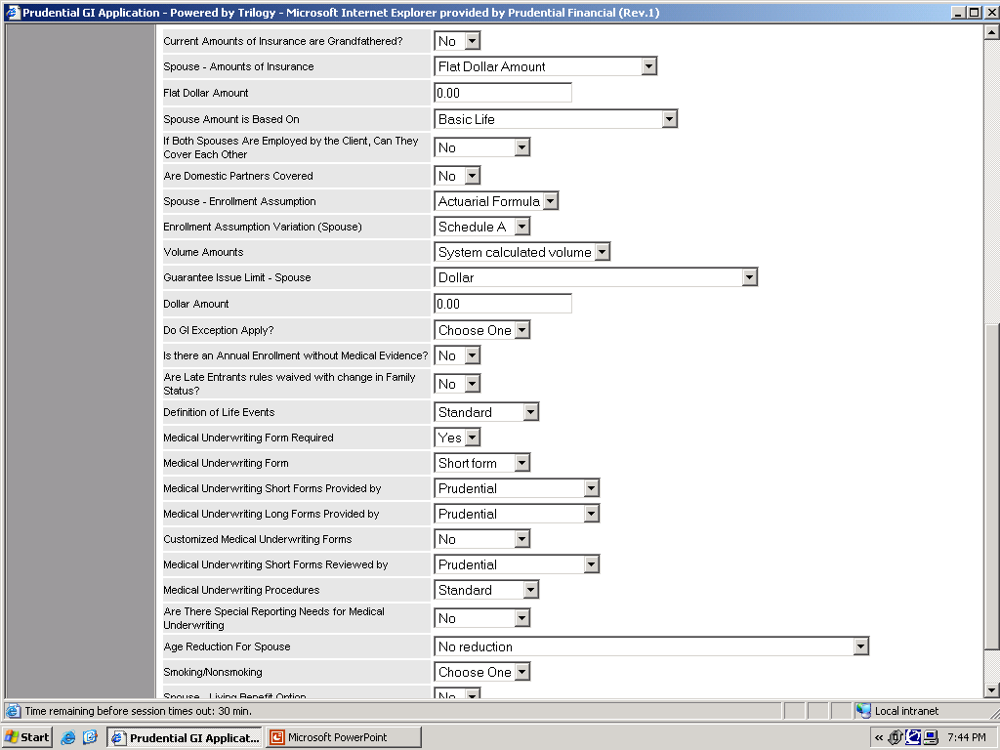 Prudential GI Application - Powered by Trilogy - Microsoft Internet Explorer provided by Prudential Financial (Rev.1)
Current Amounts of Insurance are Grandfathered? No
Spouse - Amounts of Insurance Flat Dollar Amount
Flat Dollar Amount 0.00
Spouse Amount is Based On Basic Life
If Both Spouses Are Employed by the Client, Can They
Cover Each Other No
Are Domestic Partners Covered No
Spouse - Enrollment Assumption Actuarial Formula
Enrollment Assumption Variation (Spouse) Schedule A
Volume Amounts System calculated volume
Guarantee Issue Limit - Spouse Dollar
Dollar Amount 0.00
Do GI Exception Apply? Choose One
Is there an Annual Enrollment without Medical Evidence? No
Are Late Entrants rules waived with change in Family
Status? No
Definition of Life Events Standard
Medical Underwriting Form Required Yes
Medical Underwriting Form Short form
Medical Underwriting Short Forms Provided by Prudential
Medical Underwriting Long Forms Provided by Prudential
Customized Medical Underwriting Forms No
Medical Underwriting Short Forms Reviewed by Prudential
Medical Underwriting Procedures Standard
Are There Special Reporting Needs for Medical
Underwriting No
Age Reduction For Spouse No reduction
Smoking/Nonsmoking Choose One
Spouse - Living Benefit Option No
Time remaining before session times out: 30 min. Local intranet
Start Prudential GI Applicat... Microsoft PowerPoint 7:44 PM